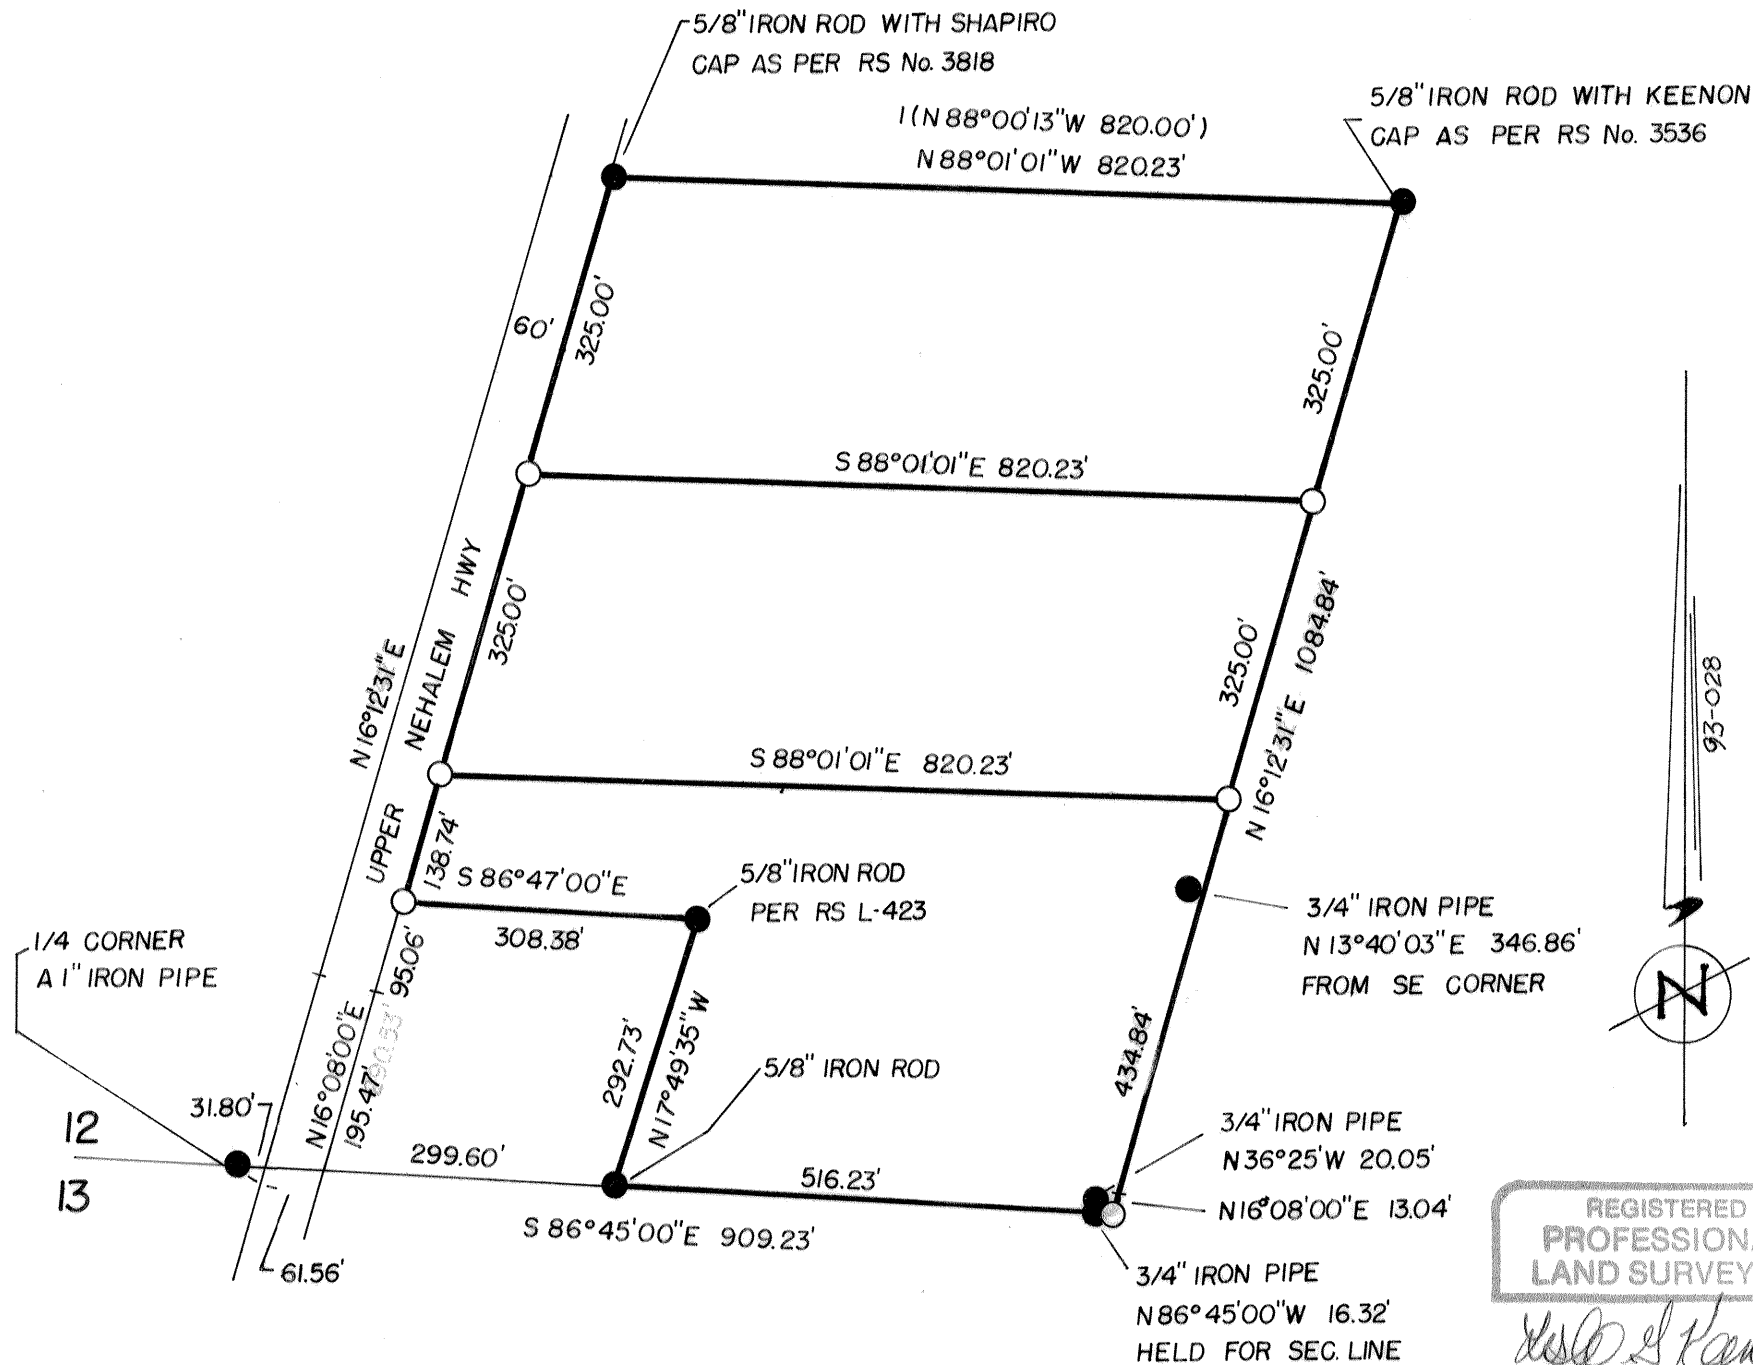 5/8" IRON ROD WITH SHAPIRO
CAP AS PER RS No. 3818
5/8" IRON ROD WITH KEENON
CAP AS PER RS No. 3536
1(N 88°00'13"W 820.00')
N 88°01'01"W 820.23'
60'
325.00'
325.00'
S 88°01'01"E 820.23'
325.00'
325.00'
N 16°12'31"E 1084.84'
N 16°12'31"E
UPPER NEHALEM HWY
93-028
S 88°01'01"E 820.23'
138.74'
S 86°47'00"E
308.38'
5/8" IRON ROD
PER RS L-423
3/4" IRON PIPE
N 13°40'03"E 346.86'
FROM SE CORNER
N
1/4 CORNER
A 1" IRON PIPE
95.06'
N 16°08'00"E
195.47'
292.73'
N 17°49'35"W
5/8" IRON ROD
434.84'
31.80'
12
13
299.60'
516.23'
S 86°45'00"E 909.23'
61.56'
3/4" IRON PIPE
N 36°25'W 20.05'
N 16°08'00"E 13.04'
3/4" IRON PIPE
N 86°45'00"W 16.32'
HELD FOR SEC. LINE
REGISTERED
PROFESSIONA
LAND SURVEY